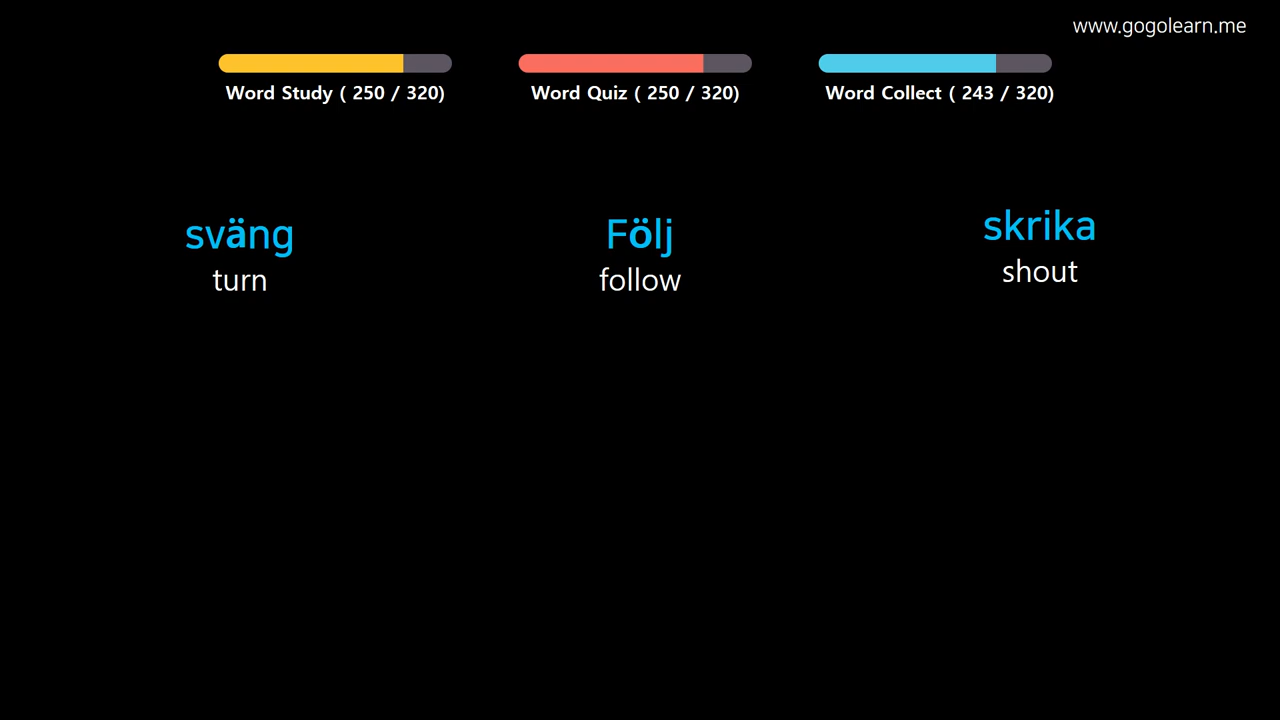 www.gogolearn.me
Word Study ( 250 / 320)
Word Quiz ( 250 / 320)
Word Collect ( 243 / 320)
sväng
turn
Följ
follow
skrika
shout